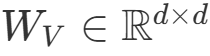 W_V ∈ ℝ^{d×d}